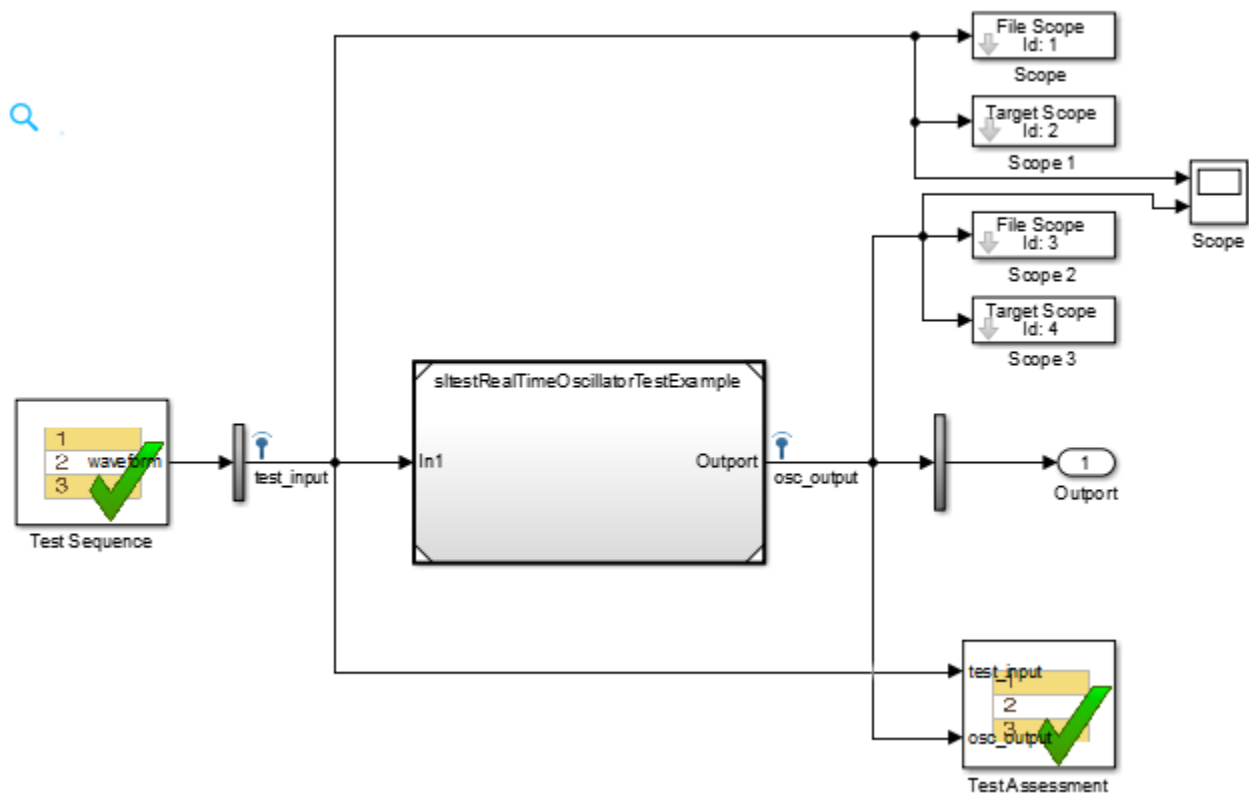 File Scope
Id: 1
Scope
Target Scope
Id: 2
Scope 1
Scope
File Scope
Id: 3
Scope 2
Target Scope
Id: 4
Scope 3
sltestRealTimeOscillatorTestExample
1
2
3
waveform
Test Sequence
test_input
In1
Outport
osc_output
1
Outport
test_input
1
2
3
osc_output
Test Assessment